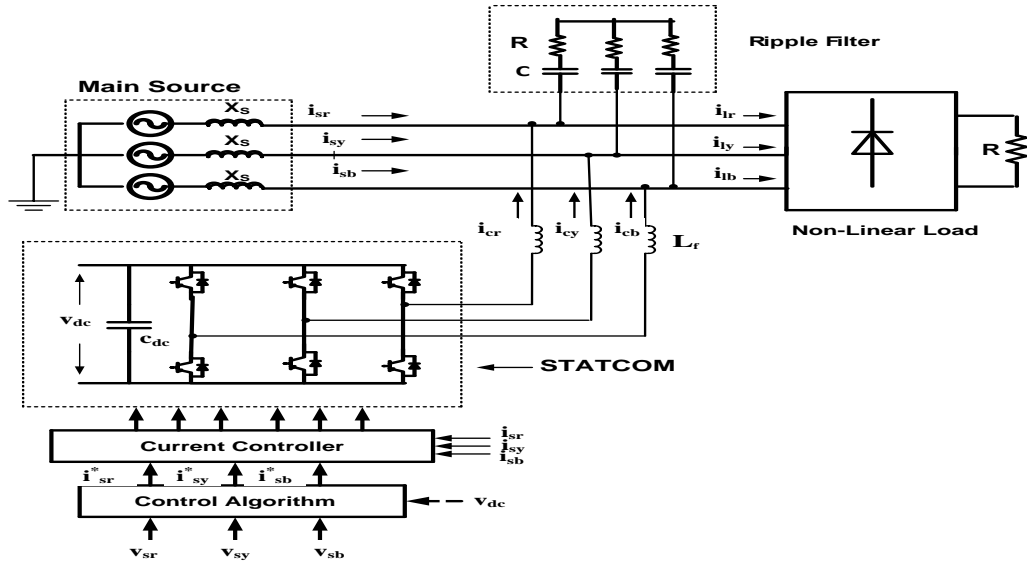 R
C
Ripple Filter
Main Source
Xs
Xs
Xs
isr
isy
isb
ilr
ily
ilb
R
Non-Linear Load
icr
icy
icb
Lf
vdc
cdc
STATCOM
Current Controller
isr
isy
isb
i*sr
i*sy
i*sb
Control Algorithm
vdc
vsr
vsy
vsb